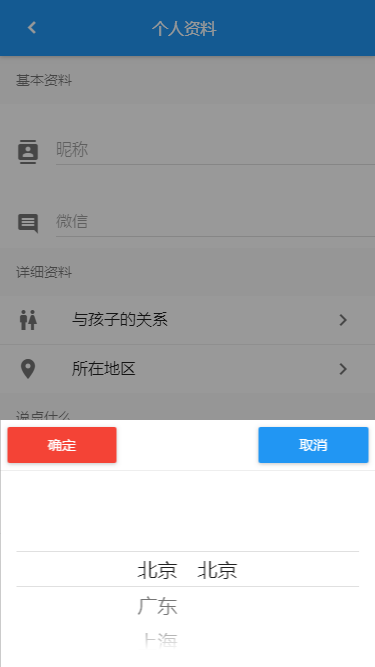 个人资料
基本资料
昵称
微信
详细资料
与孩子的关系
所在地区
说点什么
确定 取消
北京 北京
广东
上海